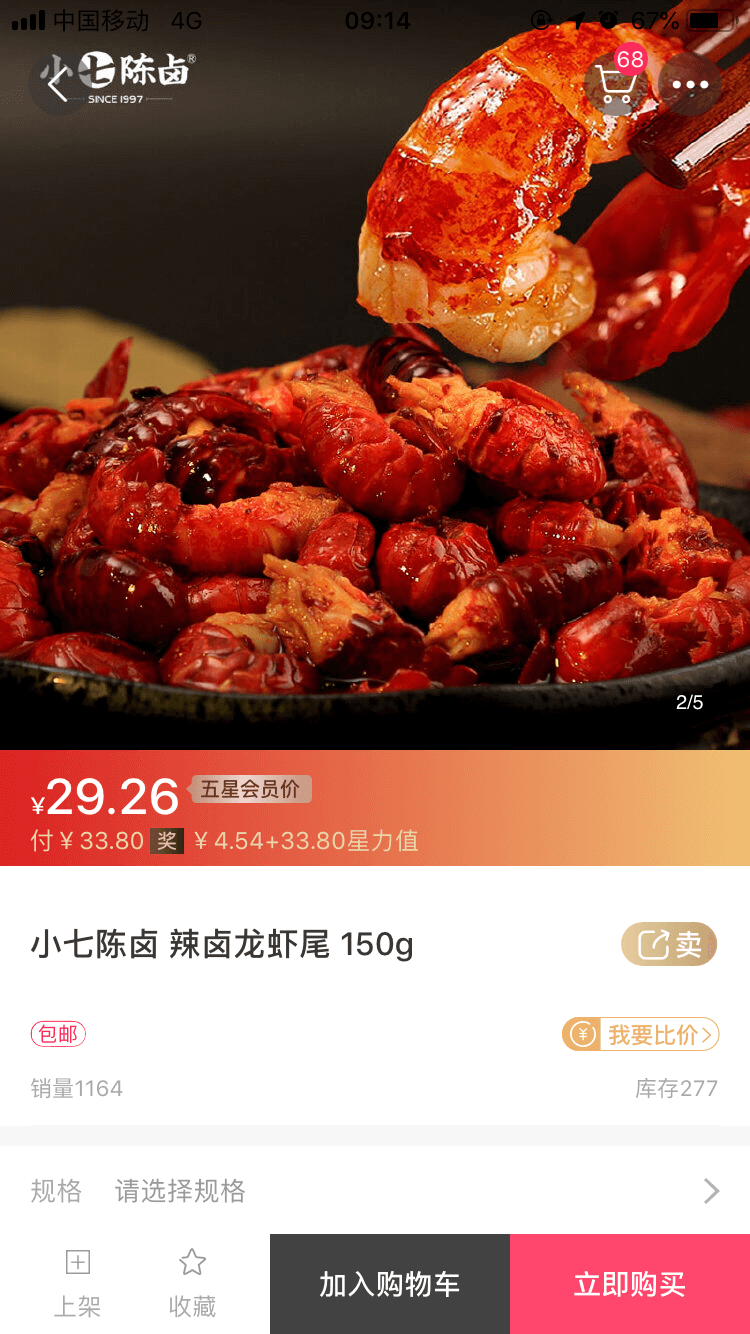 中国移动 4G 09:14 67%
小七陈卤®
SINCE 1997
68
2/5
¥29.26 五星会员价
付¥33.80 奖 ¥4.54+33.80星力值
小七陈卤 辣卤龙虾尾 150g
卖
包邮
¥ 我要比价
销量1164
库存277
规格 请选择规格
上架
收藏
加入购物车
立即购买